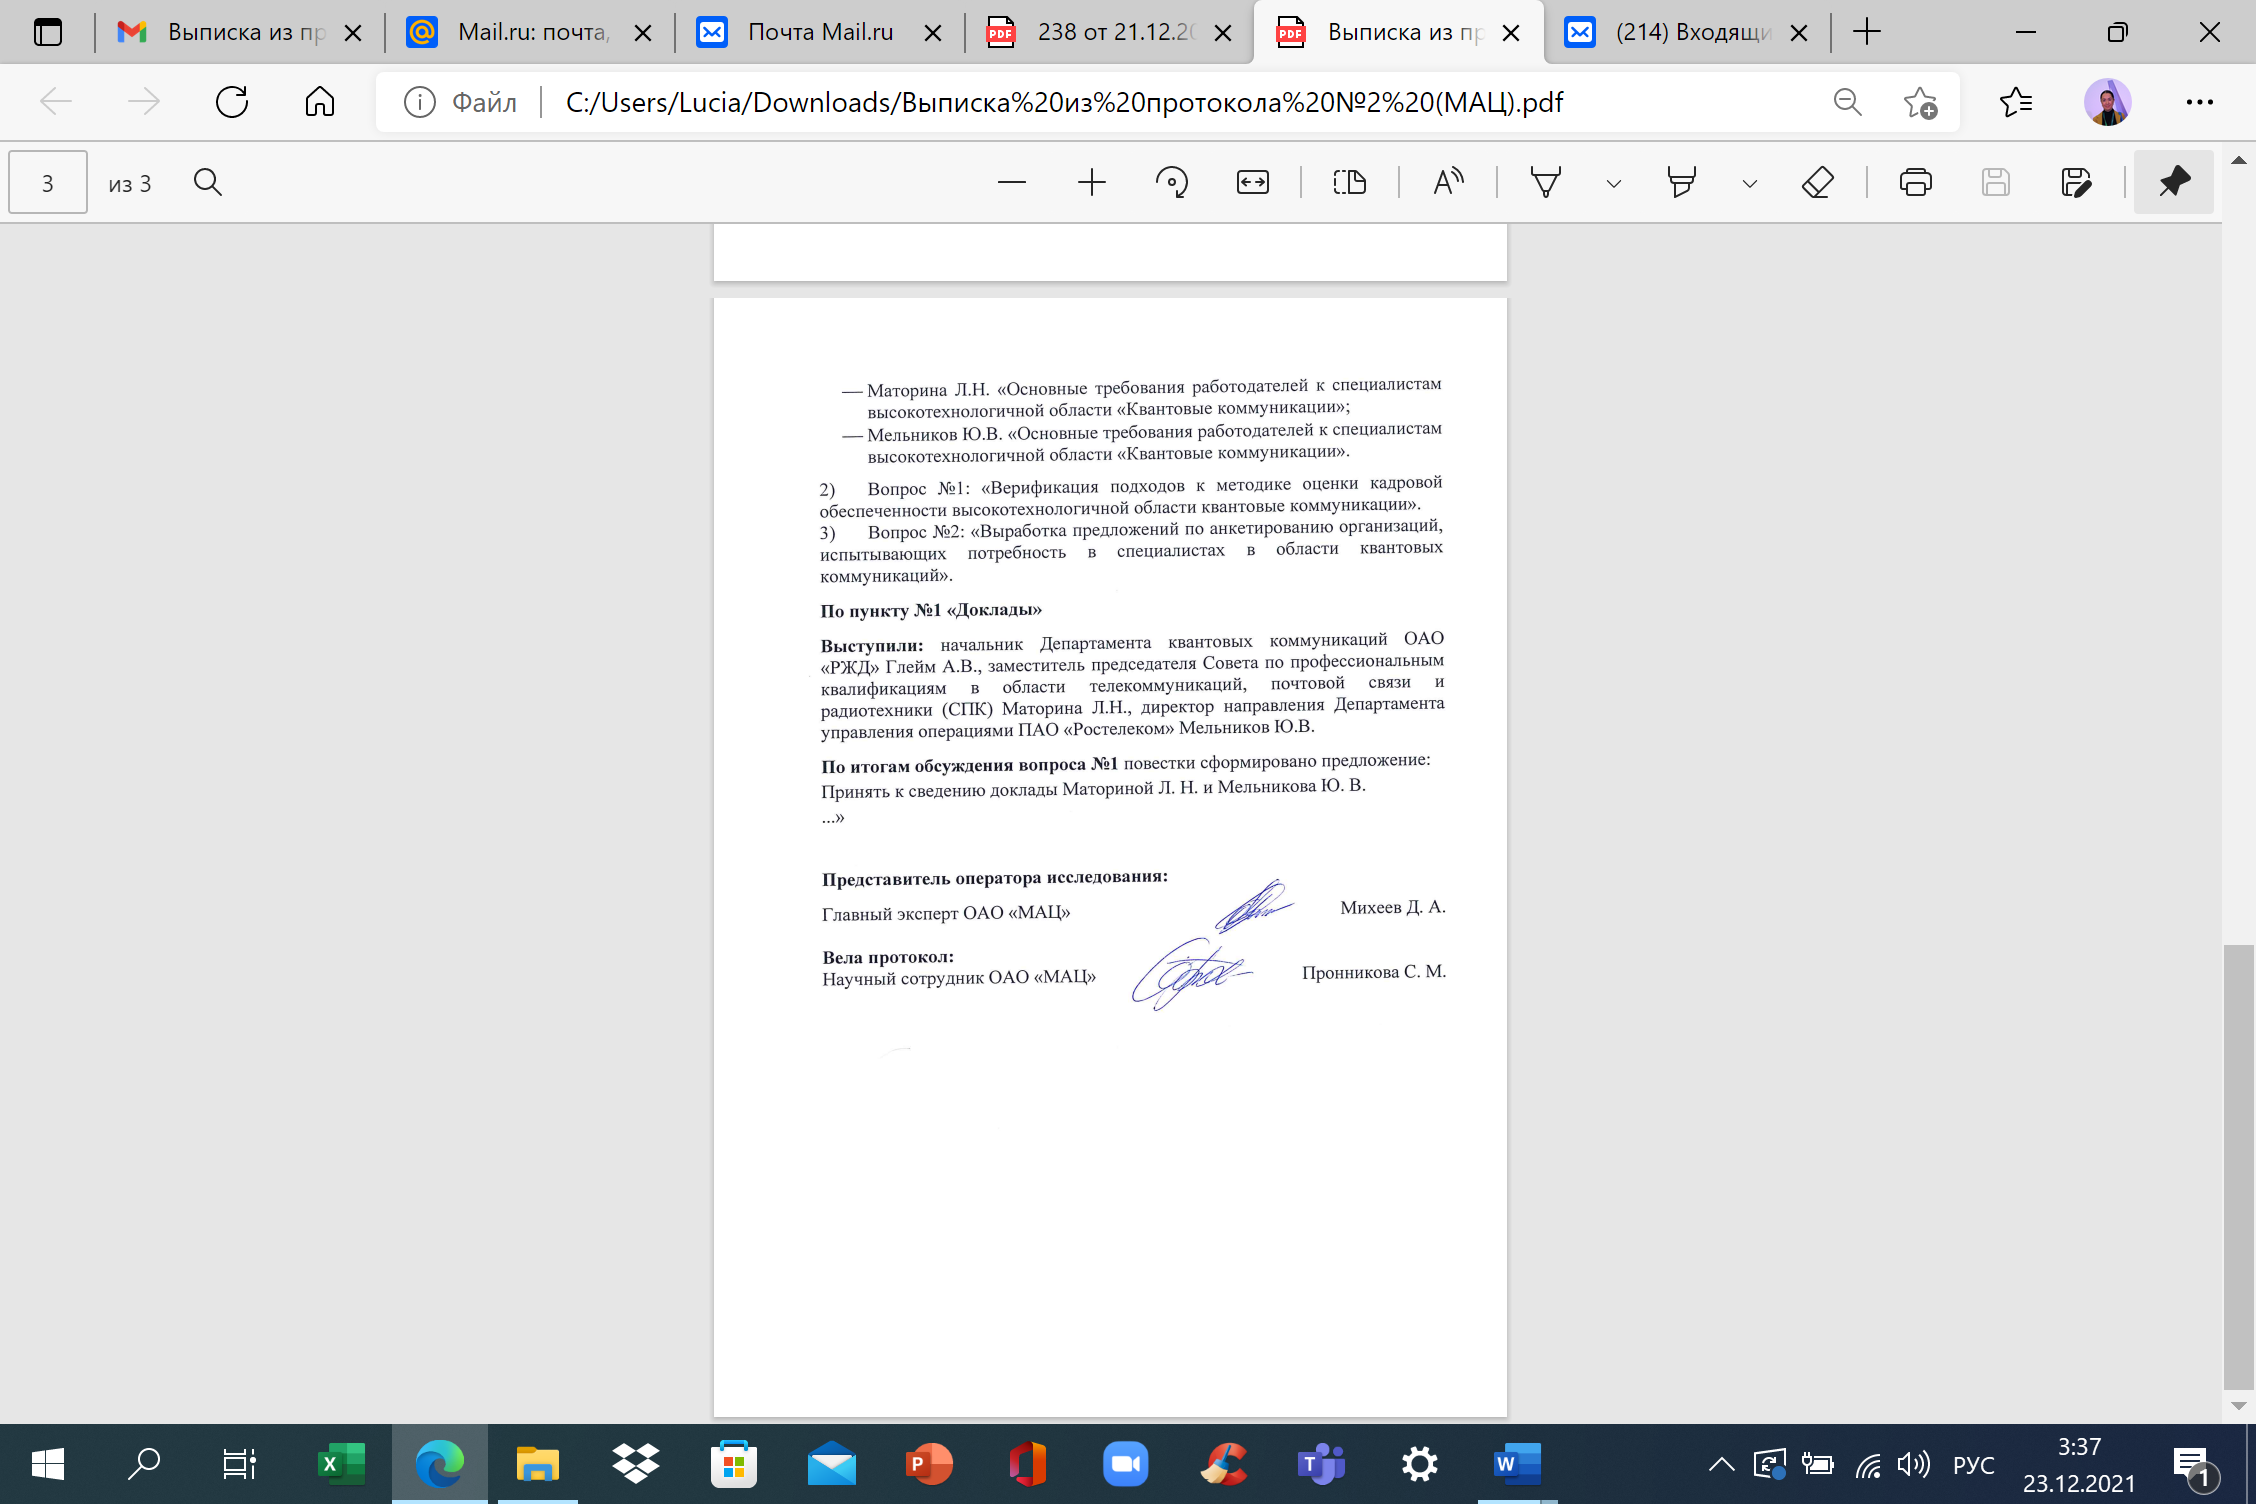 Выписка из пр
Mail.ru: почта,
Почта Mail.ru
238 от 21.12.20
Выписка из пр
(214) Входящи
Файл
C:/Users/Lucia/Downloads/Выписка%20из%20протокола%20№2%20(МАЦ).pdf
3
из 3
— Маторина Л.Н. «Основные требования работодателей к специалистам
высокотехнологичной области «Квантовые коммуникации»;
— Мельников Ю.В. «Основные требования работодателей к специалистам
высокотехнологичной области «Квантовые коммуникации».
2) Вопрос №1: «Верификация подходов к методике оценки кадровой
обеспеченности высокотехнологичной области квантовые коммуникации».
3) Вопрос №2: «Выработка предложений по анкетированию организаций,
испытывающих потребность в специалистах в области квантовых
коммуникаций».
По пункту №1 «Доклады»
Выступили: начальник Департамента квантовых коммуникаций ОАО
«РЖД» Глейм А.В., заместитель председателя Совета по профессиональным
квалификациям в области телекоммуникаций, почтовой связи и
радиотехники (СПК) Маторина Л.Н., директор направления Департамента
управления операциями ПАО «Ростелеком» Мельников Ю.В.
По итогам обсуждения вопроса №1 повестки сформировано предложение:
Принять к сведению доклады Маториной Л. Н. и Мельникова Ю. В.
...»
Представитель оператора исследования:
Главный эксперт ОАО «МАЦ» Михеев Д. А.
Вела протокол:
Научный сотрудник ОАО «МАЦ» Пронникова С. М.
РУС
3:37
23.12.2021
1